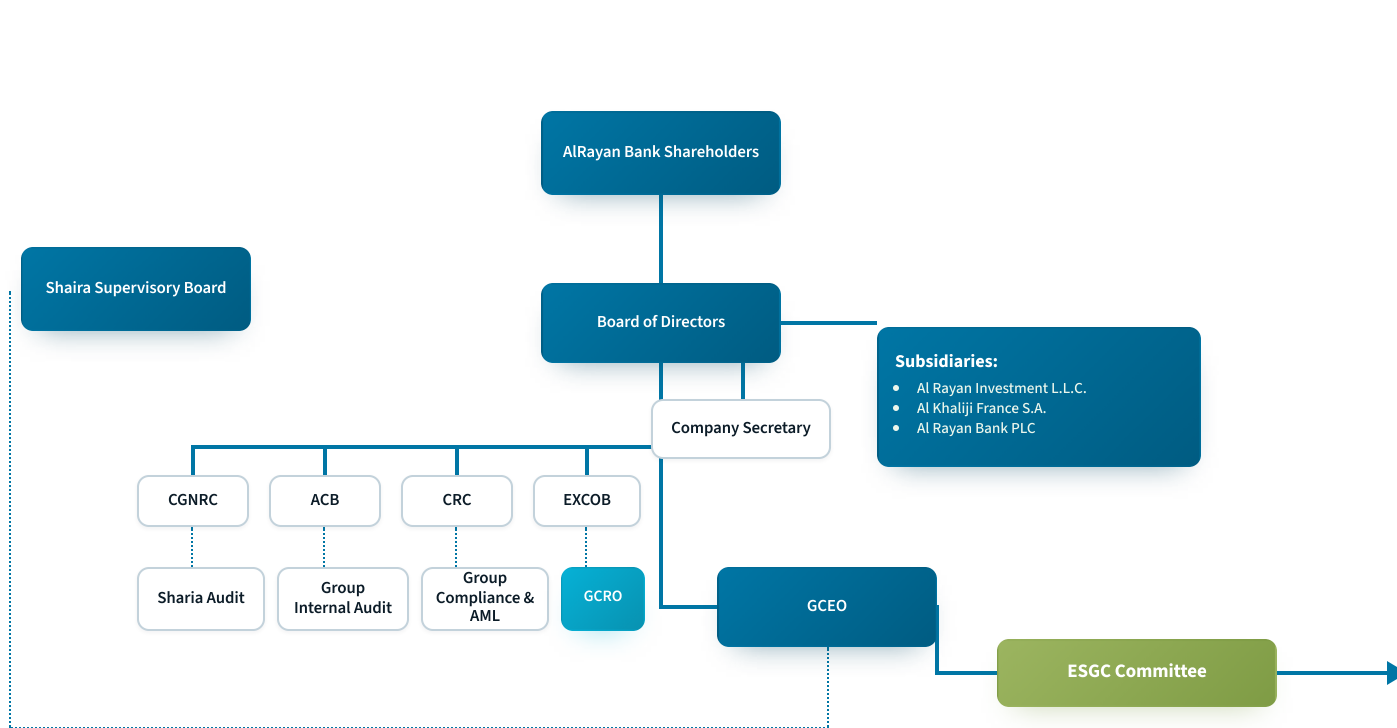 AlRayan Bank Shareholders
Shaira Supervisory Board
Board of Directors
Subsidiaries:
Al Rayan Investment L.L.C.
Al Khaliji France S.A.
Al Rayan Bank PLC
Company Secretary
CGNRC
ACB
CRC
EXCOB
Sharia Audit
Group
Internal Audit
Group
Compliance &
AML
GCRO
GCEO
ESGC Committee